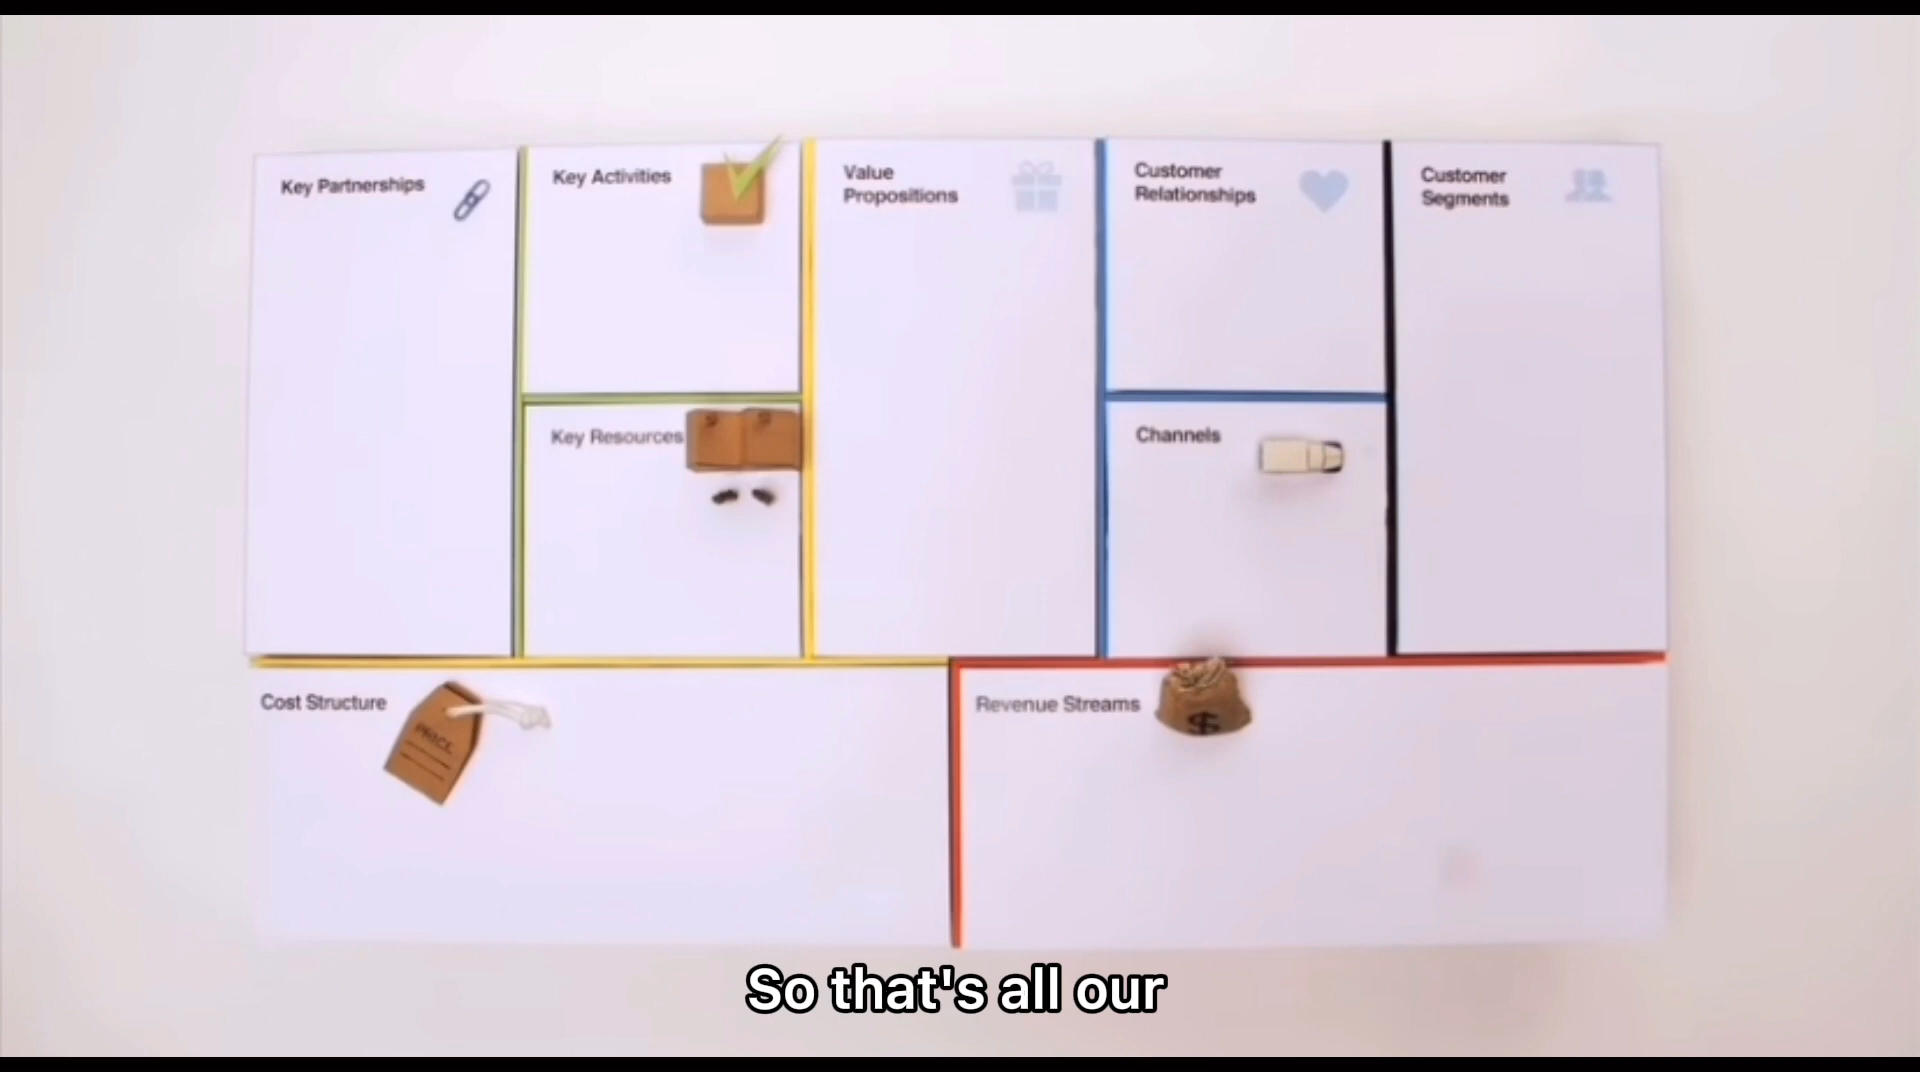 Key Partnerships
Key Activities
Value
Propositions
Customer
Relationships
Customer
Segments
Key Resources
Channels
Cost Structure
PRICE
Revenue Streams
$
So that's all our